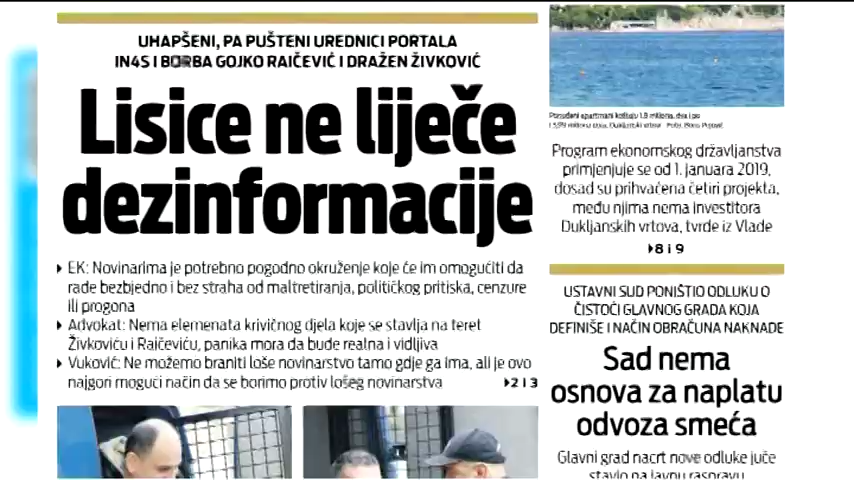 UHAPŠENI, PA PUŠTENI UREDNICI PORTALA
IN4S I BORBA GOJKO RAIČEVIĆ I DRAŽEN ŽIVKOVIĆ
Lisice ne liječe
dezinformacije
EK: Novinarima je potrebno pogodno okruženje koje će im omogućiti da
rade bezbjedno i bez straha od maltretiranja, političkog pritiska, cenzure
ili progona
Advokat: Nema elemenata krivičnog djela koje se stavlja na teret
Živkoviću i Raičeviću, panika mora da bude realna i vidljiva
Vuković: Ne možemo braniti loše novinarstvo tamo gdje ga ima, ali je ovo
najgori mogući način da se borimo protiv lošeg novinarstva
2 i 3
Program ekonomskog državljanstva
primjenjuje se od 1. januara 2019,
dosad su prihvaćena četiri projekta,
među njima nema investitora
Dukljanskih vrtova, tvrde iz Vlade
8 i 9
USTAVNI SUD PONIŠTIO ODLUKU O
ČISTOĆI GLAVNOG GRADA KOJA
DEFINIŠE I NAČIN OBRAČUNA NAKNADE
Sad nema
osnova za naplatu
odvoza smeća
Glavni grad nacrt nove odluke juče
stavio na javnu raspravu